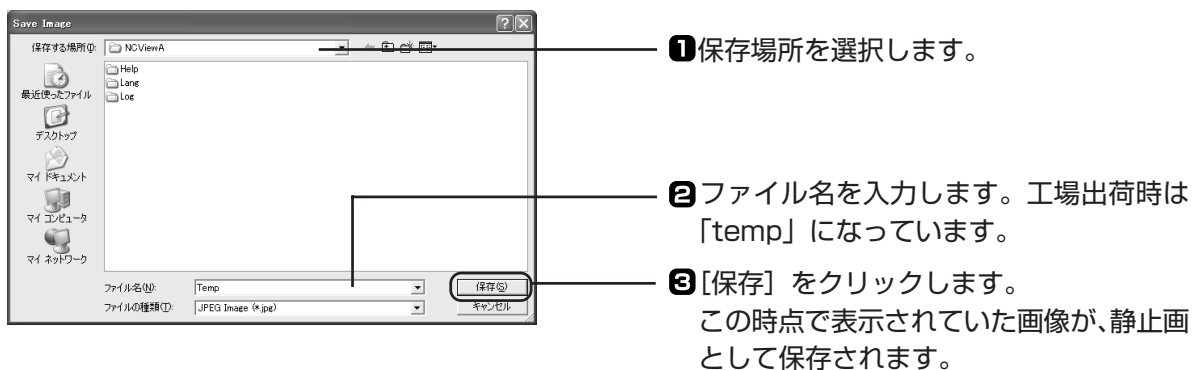 Save Image
保存する場所(I):
NCViewA
Help
Lang
Log
最近使ったファイル
デスクトップ
マイ ドキュメント
マイ コンピュータ
マイ ネットワーク
ファイル名(N):
Temp
保存(S)
ファイルの種類(T):
JPEG Image (*.jpg)
キャンセル
1保存場所を選択します。
2ファイル名を入力します。工場出荷時は
「temp」になっています。
3[保存]をクリックします。
この時点で表示されていた画像が、静止画
として保存されます。